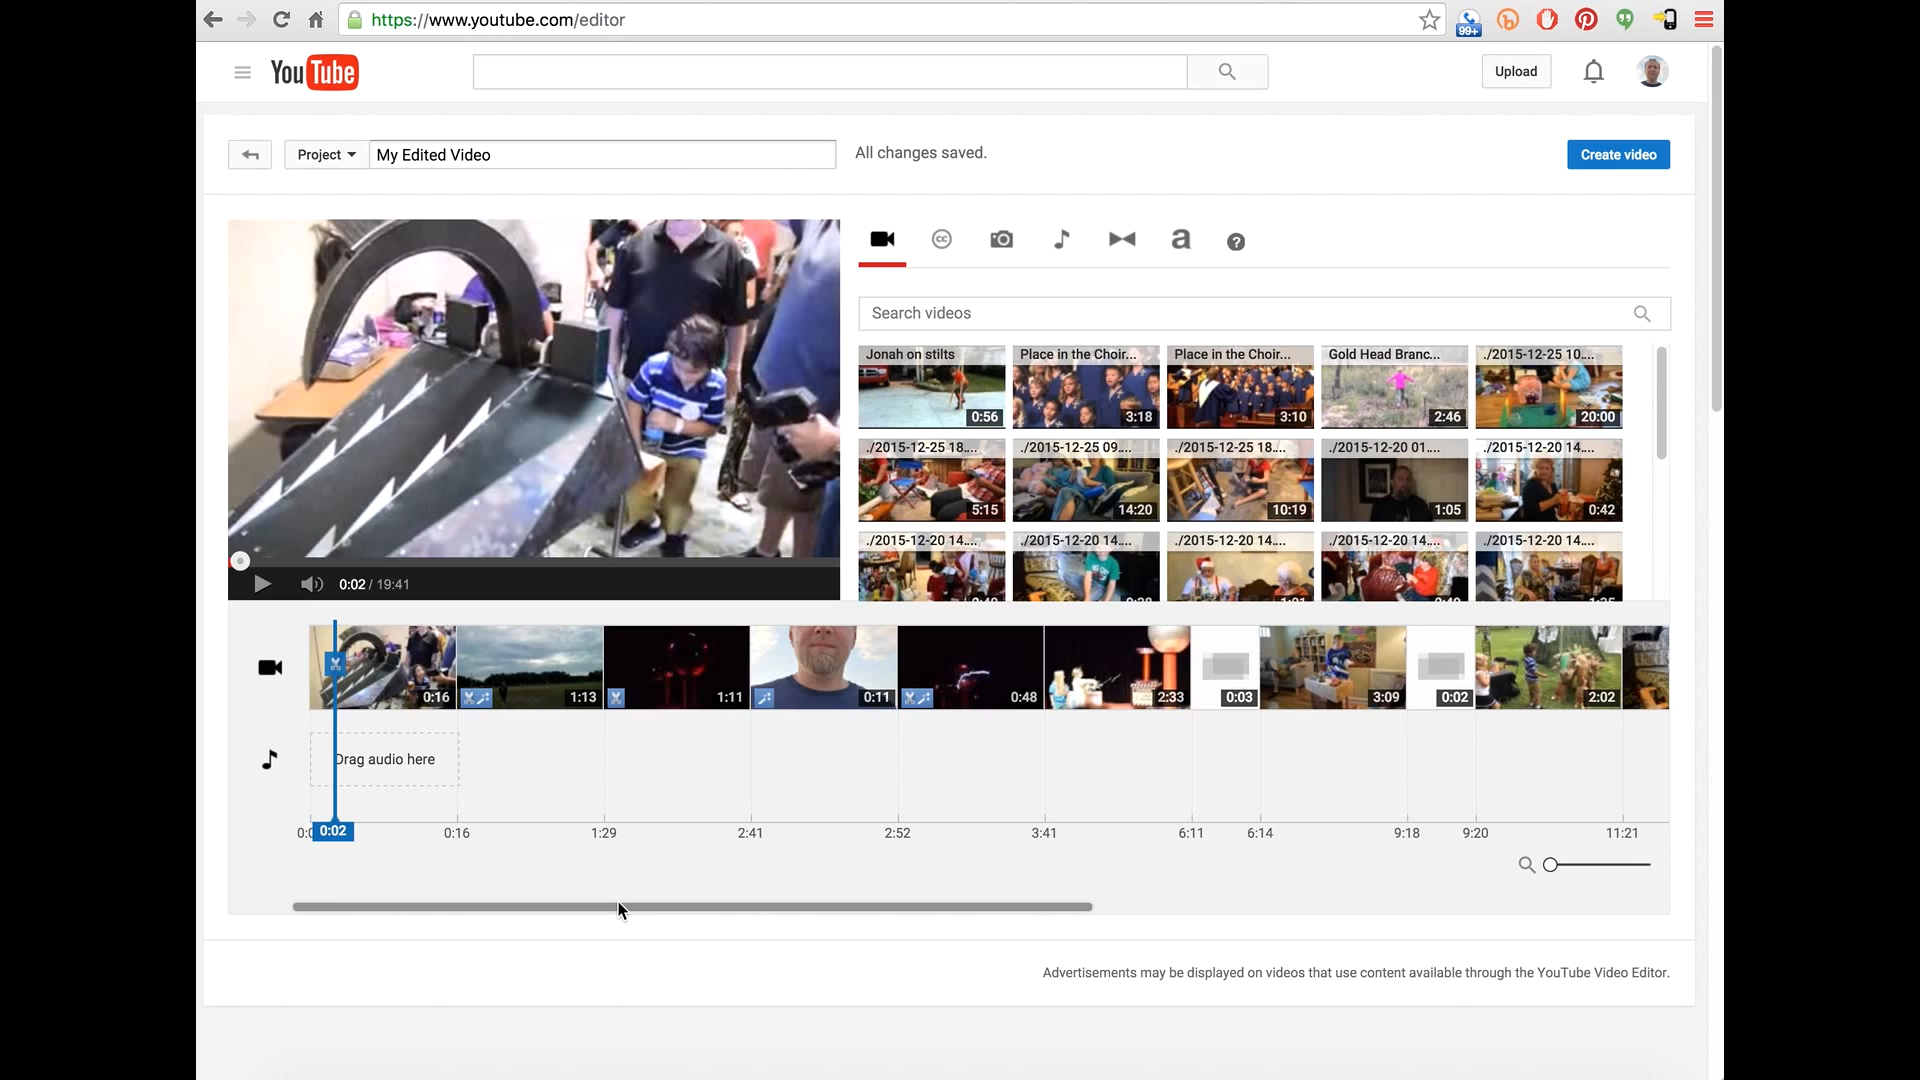 https://www.youtube.com/editor
99+
YouTube
Upload
Project
My Edited Video
All changes saved.
Create video
cc
a
?
Search videos
Jonah on stilts
Place in the Choir...
Place in the Choir...
Gold Head Branc...
./2015-12-25 10....
0:56
3:18
3:10
2:46
20:00
./2015-12-25 18....
./2015-12-25 09....
./2015-12-25 18....
./2015-12-20 01....
./2015-12-20 14....
5:15
14:20
10:19
1:05
0:42
./2015-12-20 14....
./2015-12-20 14....
./2015-12-20 14....
./2015-12-20 14....
./2015-12-20 14....
0:02 / 19:41
0:16
1:13
1:11
0:11
0:48
2:33
0:03
3:09
0:02
2:02
Drag audio here
0:02
0:16
1:29
2:41
2:52
3:41
6:11
6:14
9:18
9:20
11:21
Advertisements may be displayed on videos that use content available through the YouTube Video Editor.